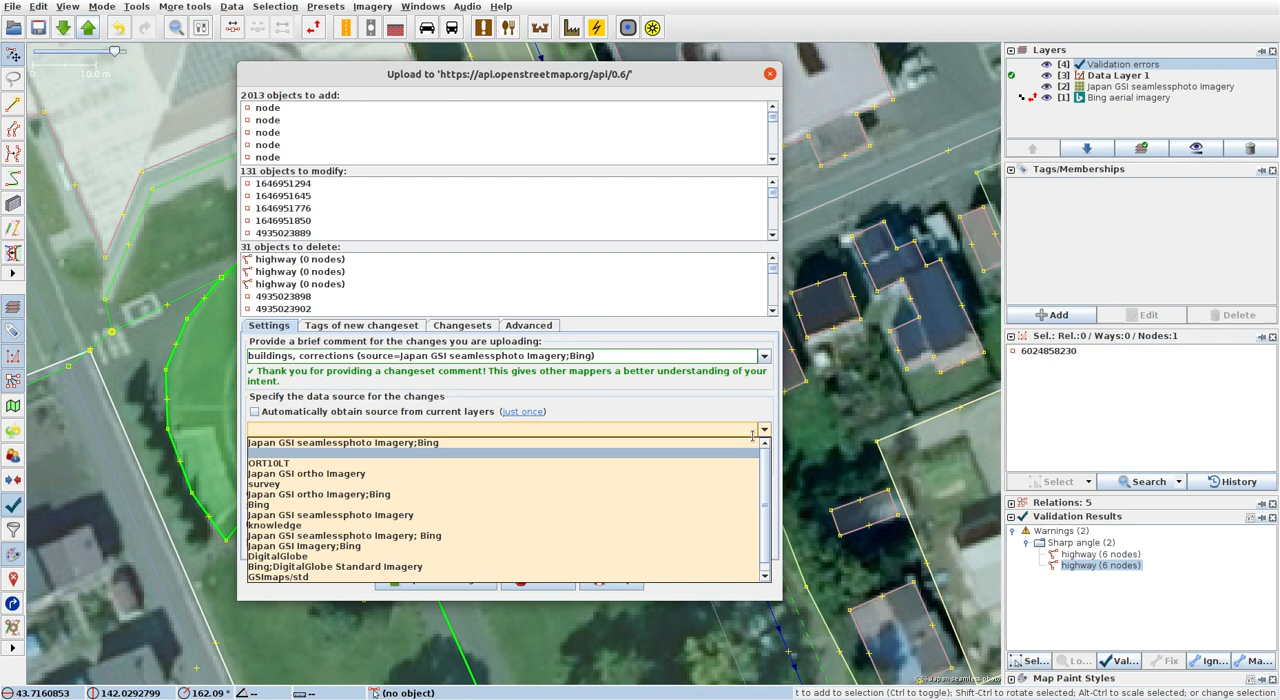 File Edit View Mode Tools More tools Data Selection Presets Imagery Windows Audio Help
10.0 m
Upload to 'https://api.openstreetmap.org/api/0.6/'
2013 objects to add:
node
node
node
node
node
131 objects to modify:
1646951294
1646951645
1646951776
1646951850
4935023889
31 objects to delete:
highway (0 nodes)
highway (0 nodes)
highway (0 nodes)
4935023898
4935023902
Settings Tags of new changeset Changesets Advanced
Provide a brief comment for the changes you are uploading:
buildings, corrections (source=Japan GSI seamlessphoto Imagery;Bing)
✔ Thank you for providing a changeset comment! This gives other mappers a better understanding of your
intent.
Specify the data source for the changes
Automatically obtain source from current layers (just once)
Japan GSI seamlessphoto Imagery;Bing
ORT10LT
Japan GSI ortho Imagery
survey
Japan GSI ortho Imagery;Bing
Bing
Japan GSI seamlessphoto Imagery
knowledge
Japan GSI seamlessphoto Imagery; Bing
Japan GSI Imagery;Bing
DigitalGlobe
Bing;DigitalGlobe Standard Imagery
GSImaps/std
Layers
[4] Validation errors
[3] Data Layer 1
[2] Japan GSI seamlessphoto Imagery
[1] Bing aerial imagery
Tags/Memberships
Add Edit Delete
Sel.: Rel.:0 / Ways:0 / Nodes:1
6024858230
Select Search History
Relations: 5
Validation Results
Warnings (2)
Sharp angle (2)
highway (6 nodes)
highway (6 nodes)
Sel... Lo... Val... Fix Ign... Ma...
Map Paint Styles
43.7160853 142.0292799 162.09 ° -- -- (no object) t to add to selection (Ctrl to toggle); Shift-Ctrl to rotate selected; Alt-Ctrl to scale selected; or change selection